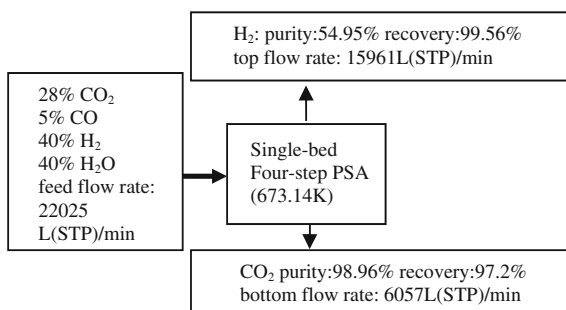 H₂: purity:54.95% recovery:99.56%
top flow rate: 15961L(STP)/min
28% CO₂
5% CO
40% H₂
40% H₂O
feed flow rate:
22025
L(STP)/min
Single-bed
Four-step PSA
(673.14K)
CO₂ purity:98.96% recovery:97.2%
bottom flow rate: 6057L(STP)/min